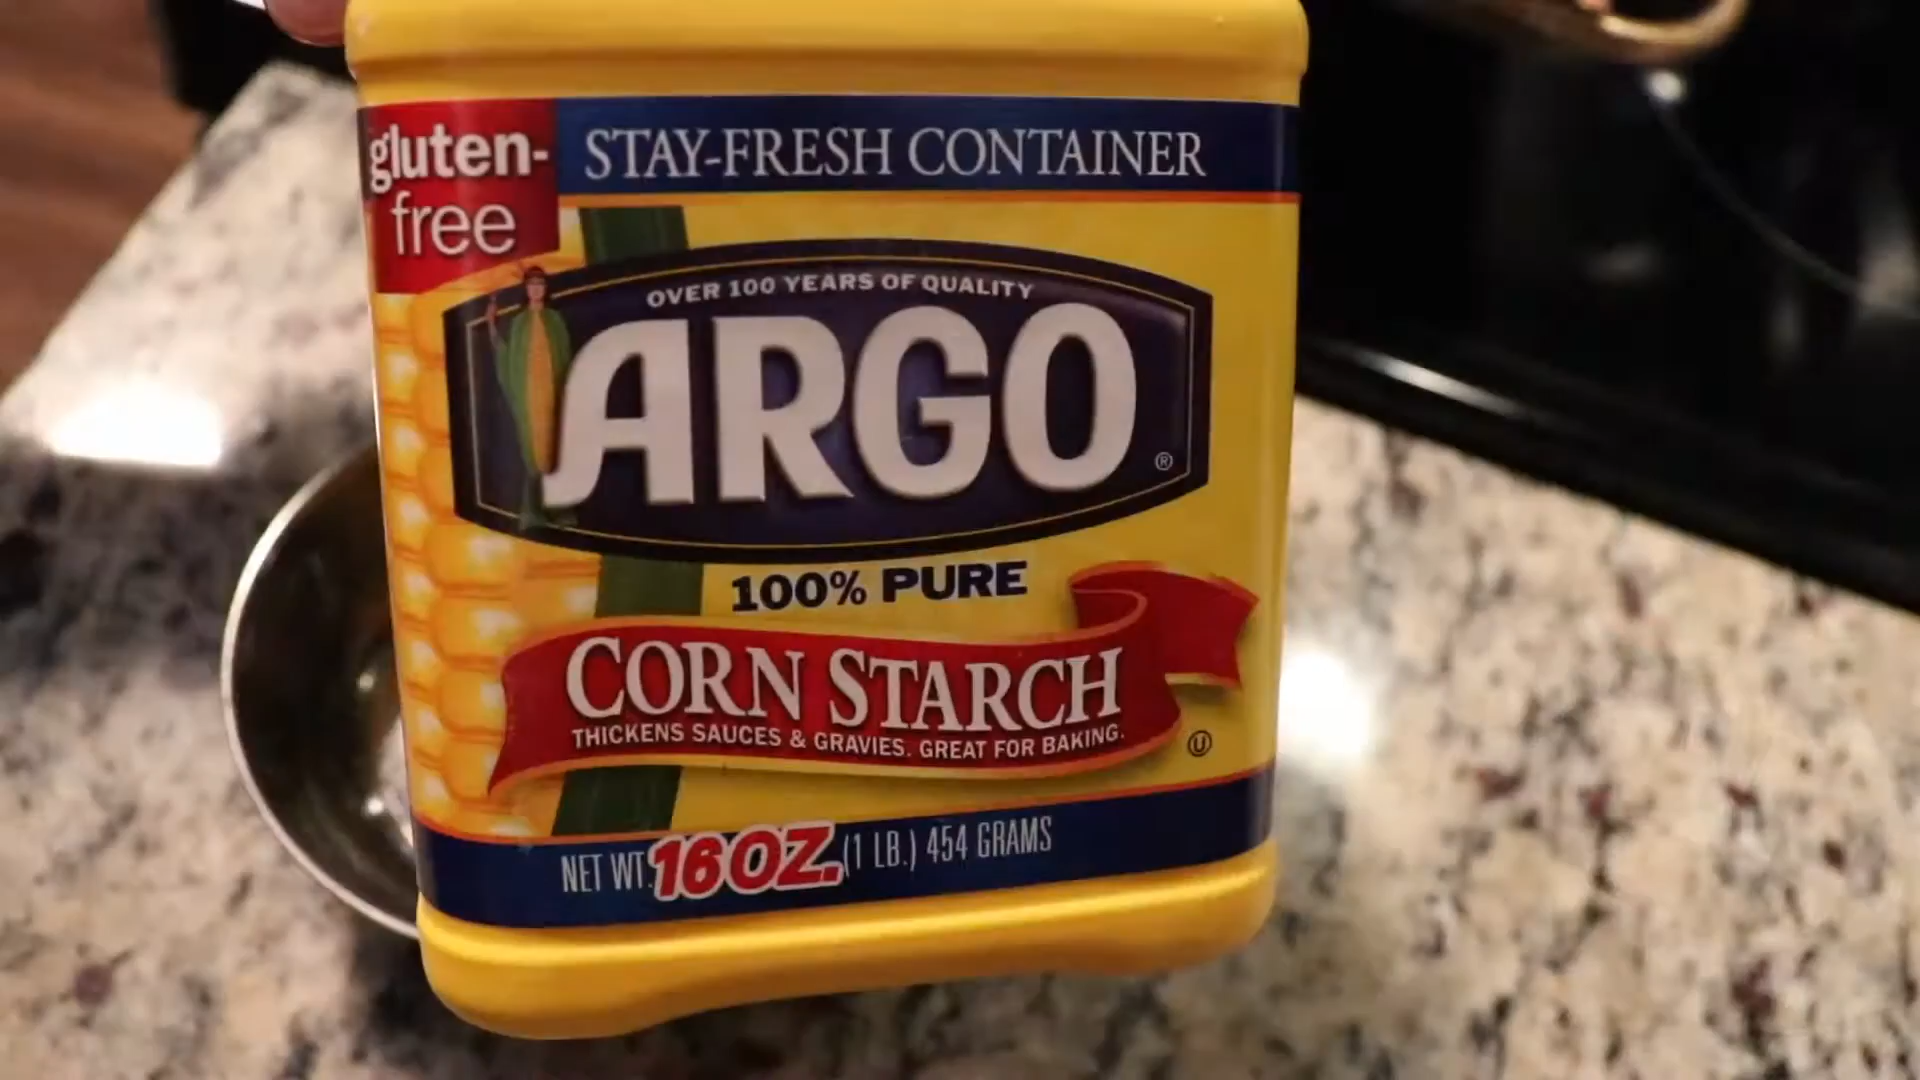 gluten-
free
STAY-FRESH CONTAINER
OVER 100 YEARS OF QUALITY
ARGO®
100% PURE
CORN STARCH
THICKENS SAUCES & GRAVIES. GREAT FOR BAKING.
U
NET WT. 16 OZ. (1 LB.) 454 GRAMS